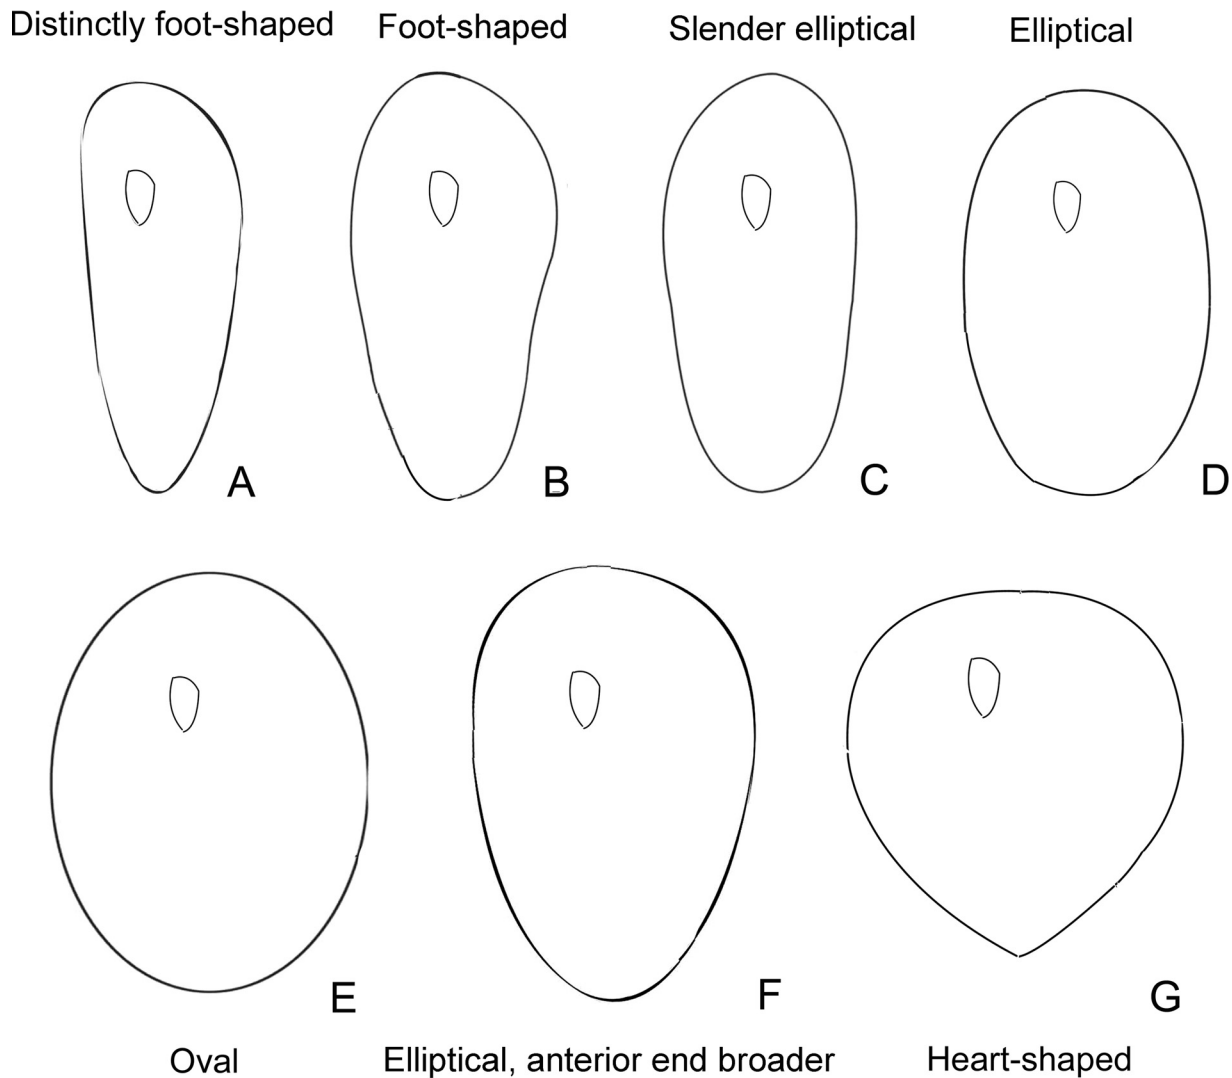 Distinctly foot-shaped
Foot-shaped
Slender elliptical
Elliptical
A
B
C
D
E
F
G
Oval
Elliptical, anterior end broader
Heart-shaped